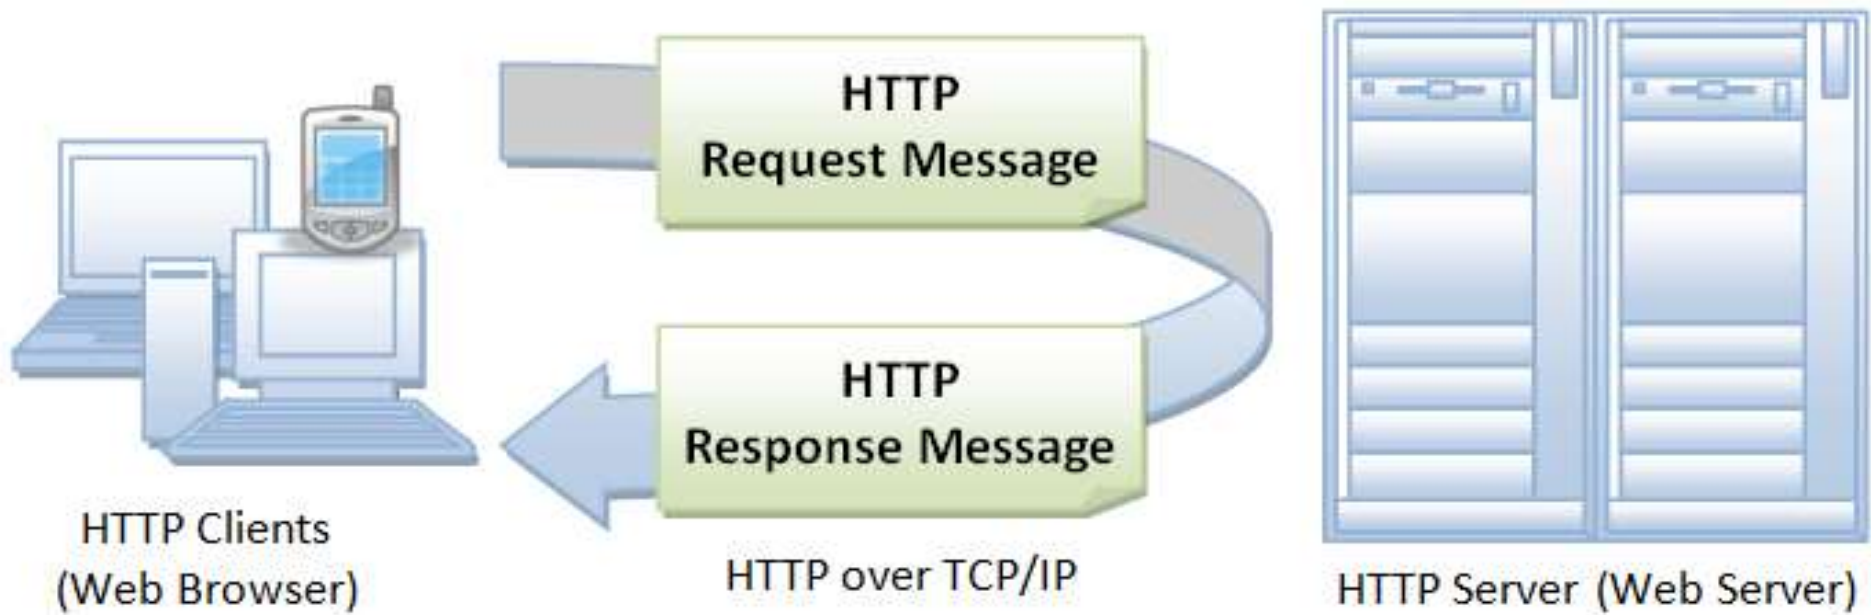 HTTP
Request Message
HTTP
Response Message
HTTP Clients
(Web Browser)
HTTP over TCP/IP
HTTP Server (Web Server)